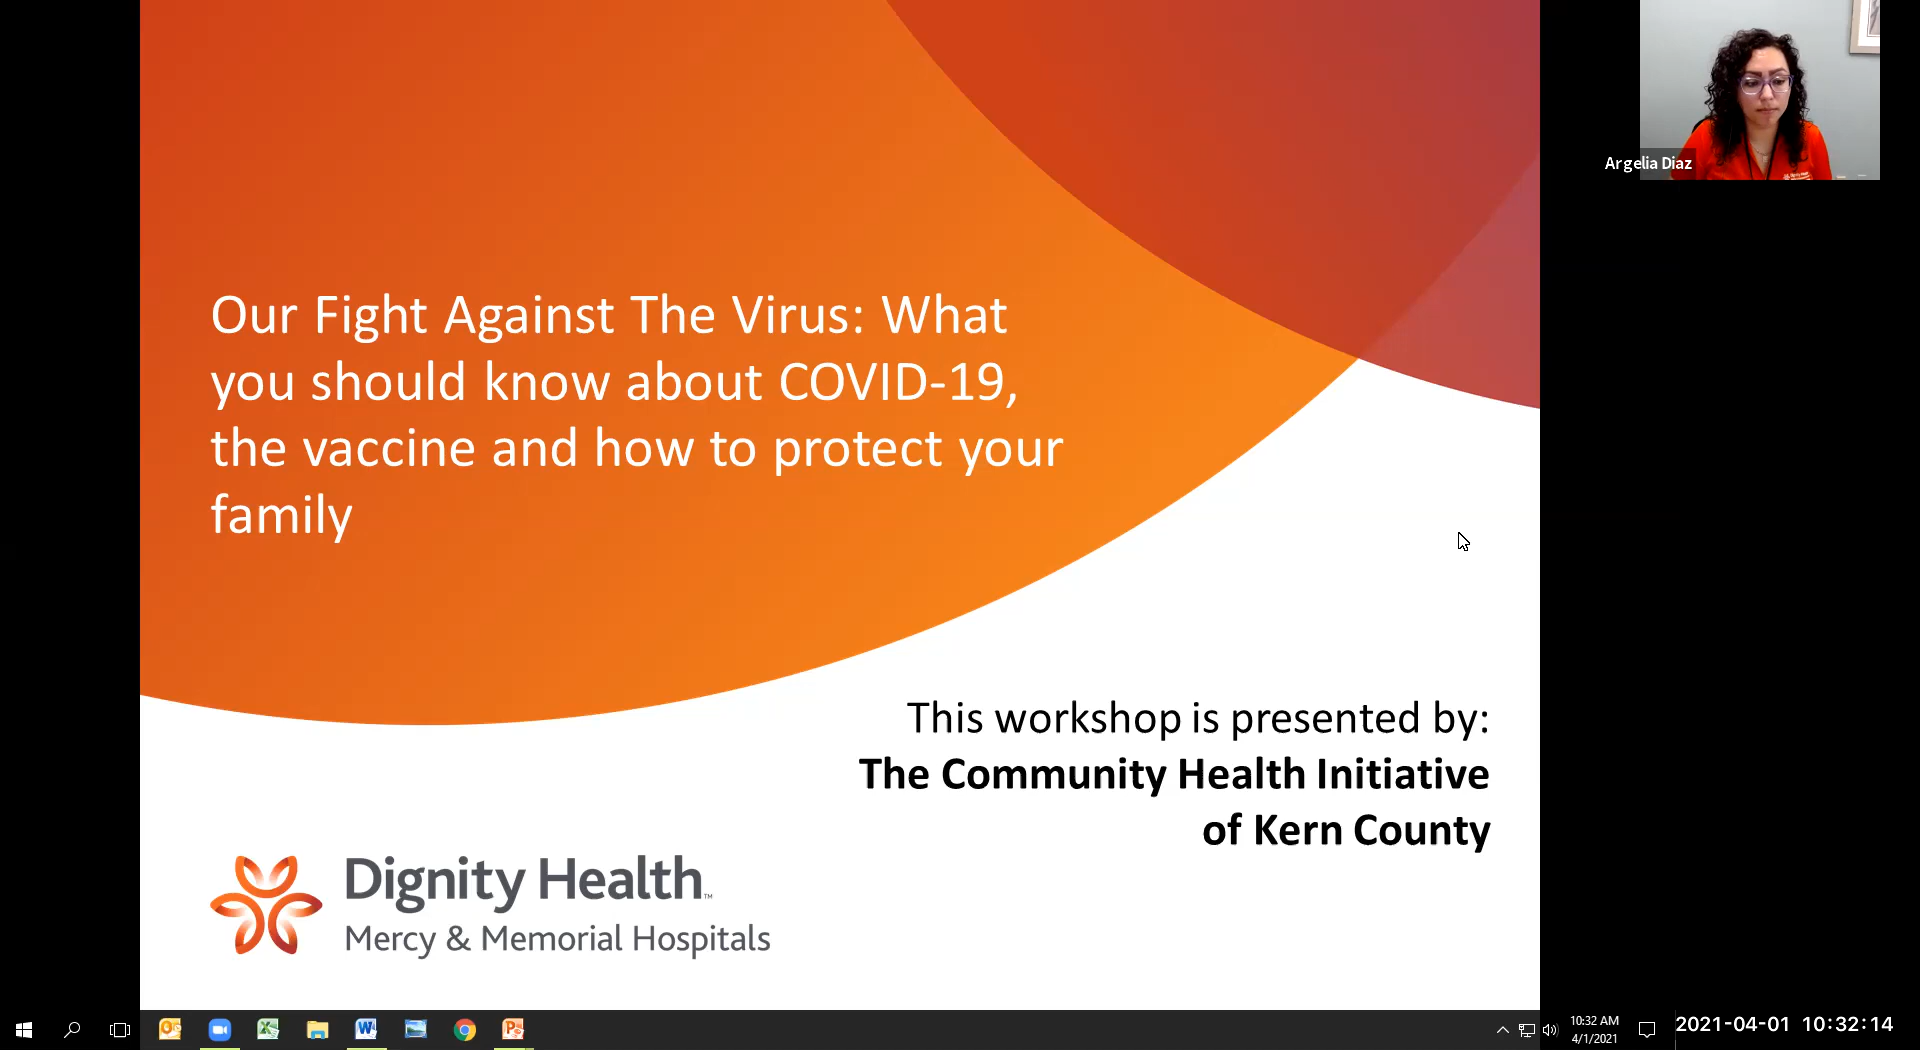 Our Fight Against The Virus: What
you should know about COVID-19,
the vaccine and how to protect your
family
This workshop is presented by:
The Community Health Initiative
of Kern County
Dignity Health™
Mercy & Memorial Hospitals
Argelia Diaz
10:32 AM
4/1/2021
2021-04-01 10:32:14